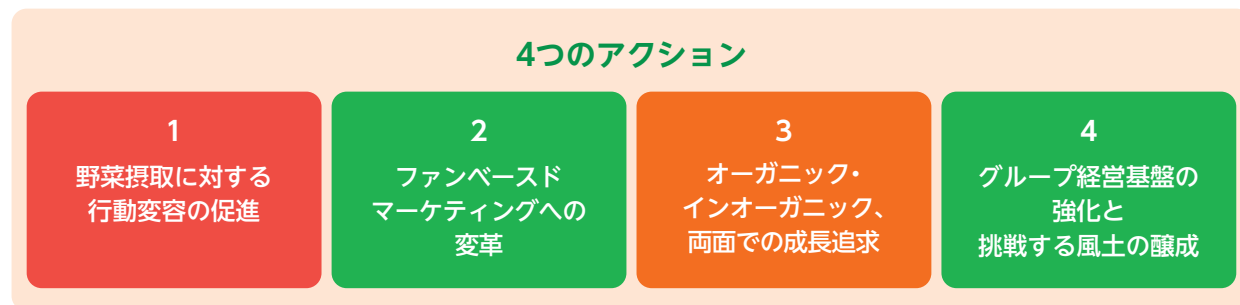 4つのアクション
1
野菜摂取に対する
行動変容の促進
2
ファンベースド
マーケティングへの
変革
3
オーガニック・
インオーガニック、
両面での成長追求
4
グループ経営基盤の
強化と
挑戦する風土の醸成